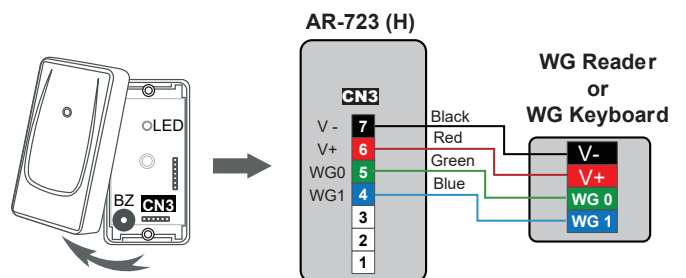 AR-723 (H)
WG Reader
or
WG Keyboard
LED
BZ
CN3
CN3
V - 7 Black V-
V+ 6 Red V+
WG0 5 Green WG 0
WG1 4 Blue WG 1
3
2
1